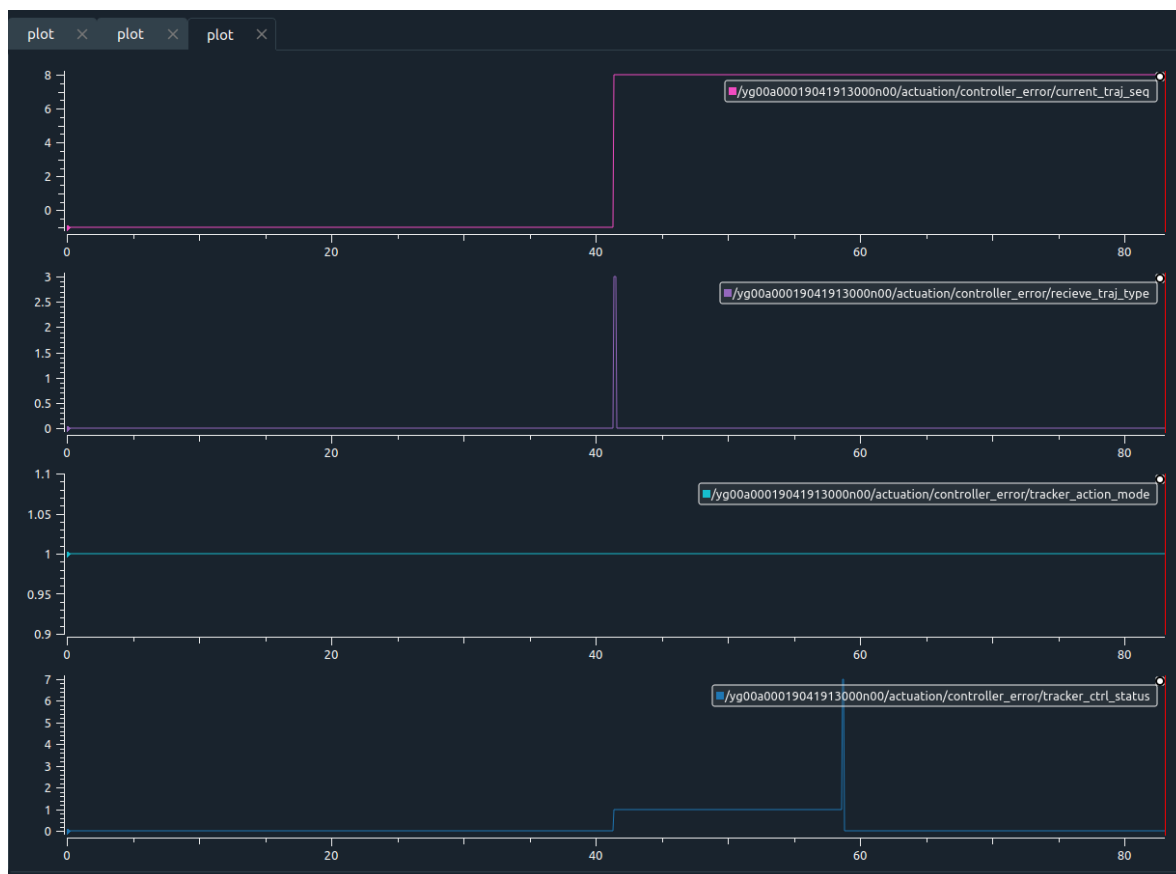 plot plot plot
8
6
4
2
0
/yg00a00019041913000n00/actuation/controller_error/current_traj_seq
0 20 40 60 80
3
2.5
2
1.5
1
0.5
0
/yg00a00019041913000n00/actuation/controller_error/recieve_traj_type
0 20 40 60 80
1.1
1.05
1
0.95
0.9
/yg00a00019041913000n00/actuation/controller_error/tracker_action_mode
0 20 40 60 80
7
6
5
4
3
2
1
0
/yg00a00019041913000n00/actuation/controller_error/tracker_ctrl_status
0 20 40 60 80